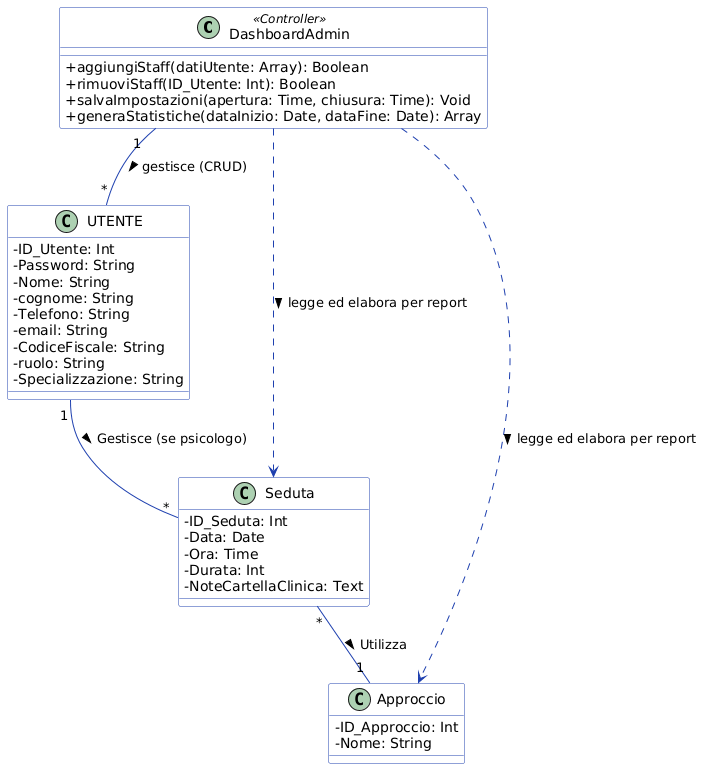 «Controller»
C DashboardAdmin
+aggiungiStaff(datiUtente: Array): Boolean
+rimuoviStaff(ID_Utente: Int): Boolean
+salvaImpostazioni(apertura: Time, chiusura: Time): Void
+generaStatistiche(dataInizio: Date, dataFine: Date): Array
1
gestisce (CRUD)
*
C UTENTE
-ID_Utente: Int
-Password: String
-Nome: String
-cognome: String
-Telefono: String
-email: String
-CodiceFiscale: String
-ruolo: String
-Specializzazione: String
legge ed elabora per report
legge ed elabora per report
1
Gestisce (se psicologo)
*
C Seduta
-ID_Seduta: Int
-Data: Date
-Ora: Time
-Durata: Int
-NoteCartellaClinica: Text
*
Utilizza
1
C Approccio
-ID_Approccio: Int
-Nome: String